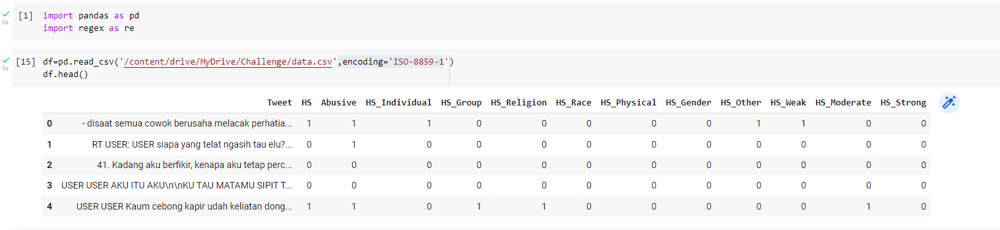 [1] import pandas as pd
import regex as re
0s
[15] df=pd.read_csv('/content/drive/MyDrive/Challenge/data.csv',encoding='ISO-8859-1')
0s
df.head()
Tweet HS Abusive HS_Individual HS_Group HS_Religion HS_Race HS_Physical HS_Gender HS_Other HS_Weak HS_Moderate HS_Strong
0 - disaat semua cowok berusaha melacak perhatia... 1 1 1 0 0 0 0 0 1 1 0 0
1 RT USER: USER siapa yang telat ngasih tau elu?... 0 1 0 0 0 0 0 0 0 0 0 0
2 41. Kadang aku berfikir, kenapa aku tetap perc... 0 0 0 0 0 0 0 0 0 0 0 0
3 USER USER AKU ITU AKU\n\nKU TAU MATAMU SIPIT T... 0 0 0 0 0 0 0 0 0 0 0 0
4 USER USER Kaum cebong kapir udah keliatan dong... 1 1 0 1 1 0 0 0 0 0 1 0